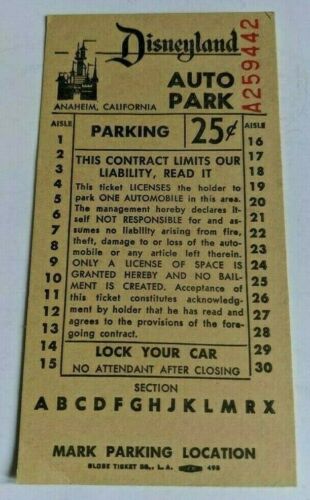 Disneyland
AUTO
PARK
A259442
ANAHEIM, CALIFORNIA
AISLE PARKING 25¢ AISLE
1 16
2 17
3 18
4 19
5 20
6 21
7 22
8 23
9 24
10 25
11 26
12 27
13 28
14 29
15 30
THIS CONTRACT LIMITS OUR
LIABILITY, READ IT
This ticket LICENSES the holder to
park ONE AUTOMOBILE in this area.
The management hereby declares
itself NOT RESPONSIBLE for and as-
sumes no liability arising from fire,
theft, damage to or loss of the auto-
mobile or any article left therein.
ONLY A LICENSE OF SPACE IS
GRANTED HEREBY AND NO BAIL-
MENT IS CREATED. Acceptance of
this ticket constitutes acknowledg-
ment by holder that he has read and
agrees to the provisions of the fore-
going contract.
LOCK YOUR CAR
NO ATTENDANT AFTER CLOSING
SECTION
A B C D F G H J K L M R X
MARK PARKING LOCATION
GLOBE TICKET CO., L. A. 498